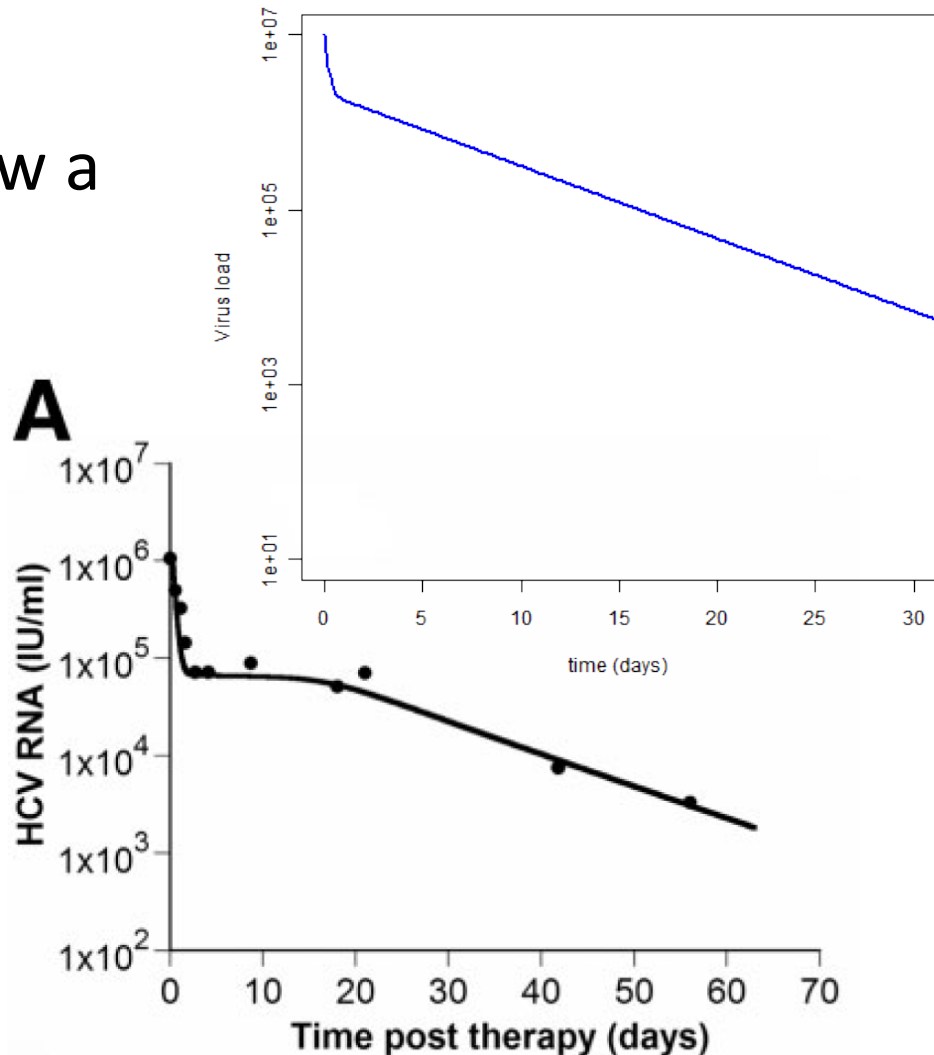 w a
1e+07
1e+05
1e+03
1e+01
Virus load
0 5 10 15 20 25 30
time (days)
A
1x10⁷
1x10⁶
1x10⁵
1x10⁴
1x10³
1x10²
HCV RNA (IU/ml)
0 10 20 30 40 50 60 70
Time post therapy (days)